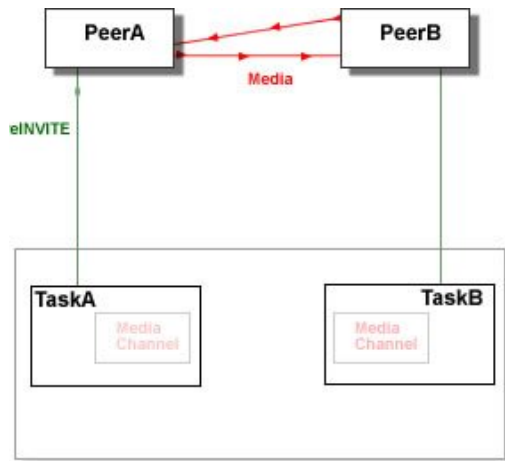 PeerA
PeerB
Media
eINVITE
TaskA
TaskB
Media
Channel
Media
Channel